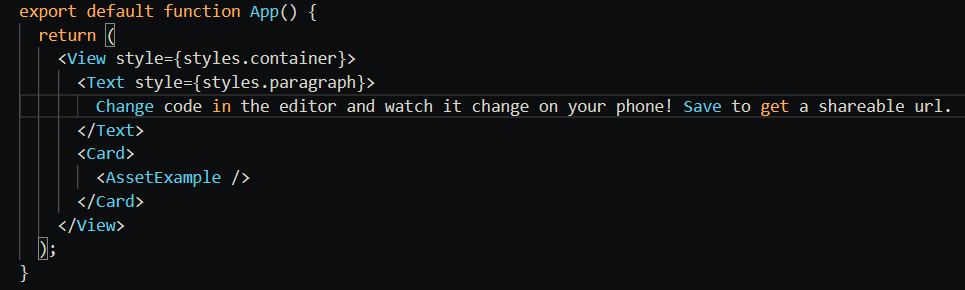 export default function App() {
return (
<View style={styles.container}>
<Text style={styles.paragraph}>
Change code in the editor and watch it change on your phone! Save to get a shareable url.
</Text>
<Card>
<AssetExample />
</Card>
</View>
);
}